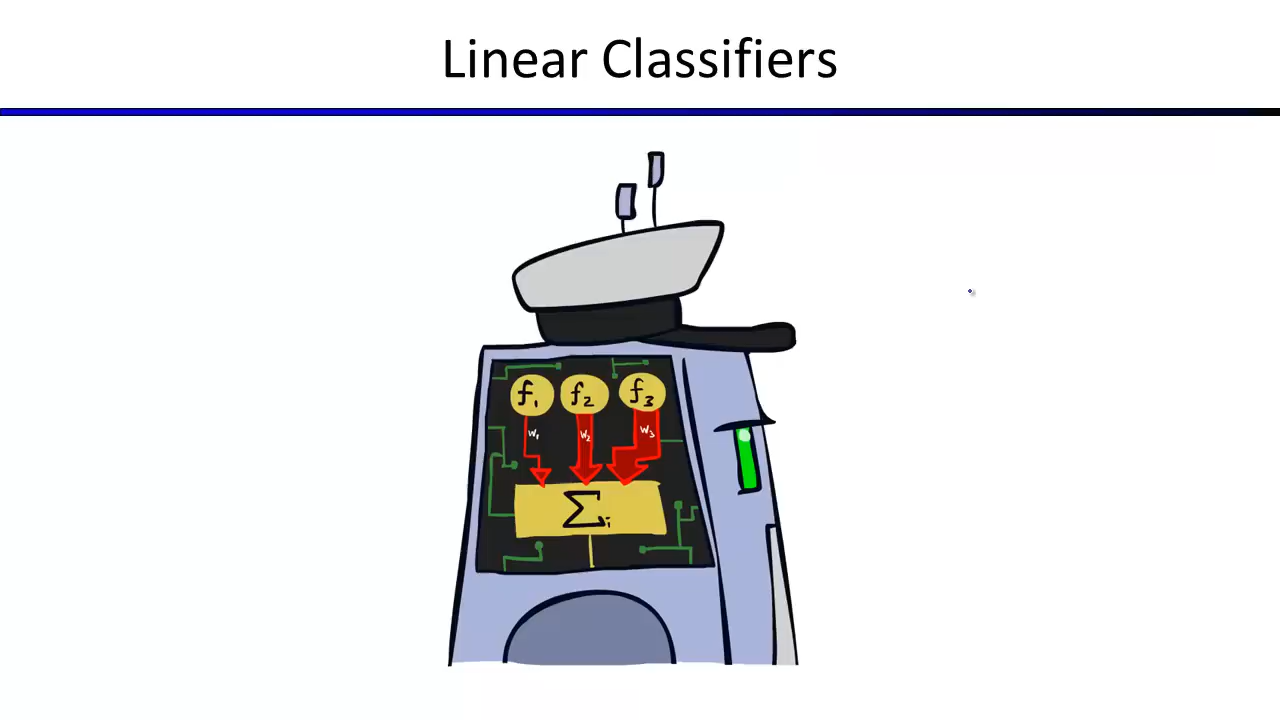 Linear Classifiers
f₁ f₂ f₃
w₁ w₂ w₃
Σᵢ